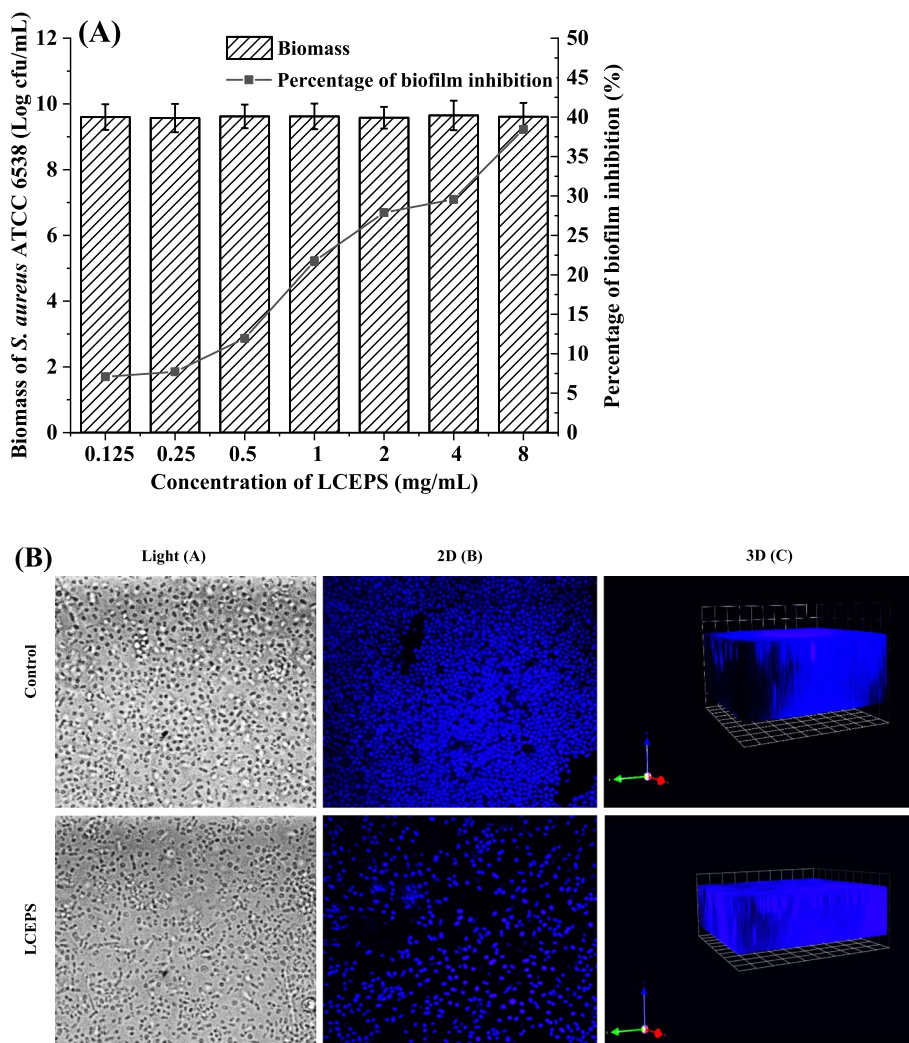 (A)
Biomass
Percentage of biofilm inhibition
Biomass of S. aureus ATCC 6538 (Log cfu/mL)
12
10
8
6
4
2
0
50
45
40
35
30
25
20
15
10
5
0
Percentage of biofilm inhibition (%)
0.125 0.25 0.5 1 2 4 8
Concentration of LCEPS (mg/mL)
(B)
Light (A) 2D (B) 3D (C)
Control
LCEPS